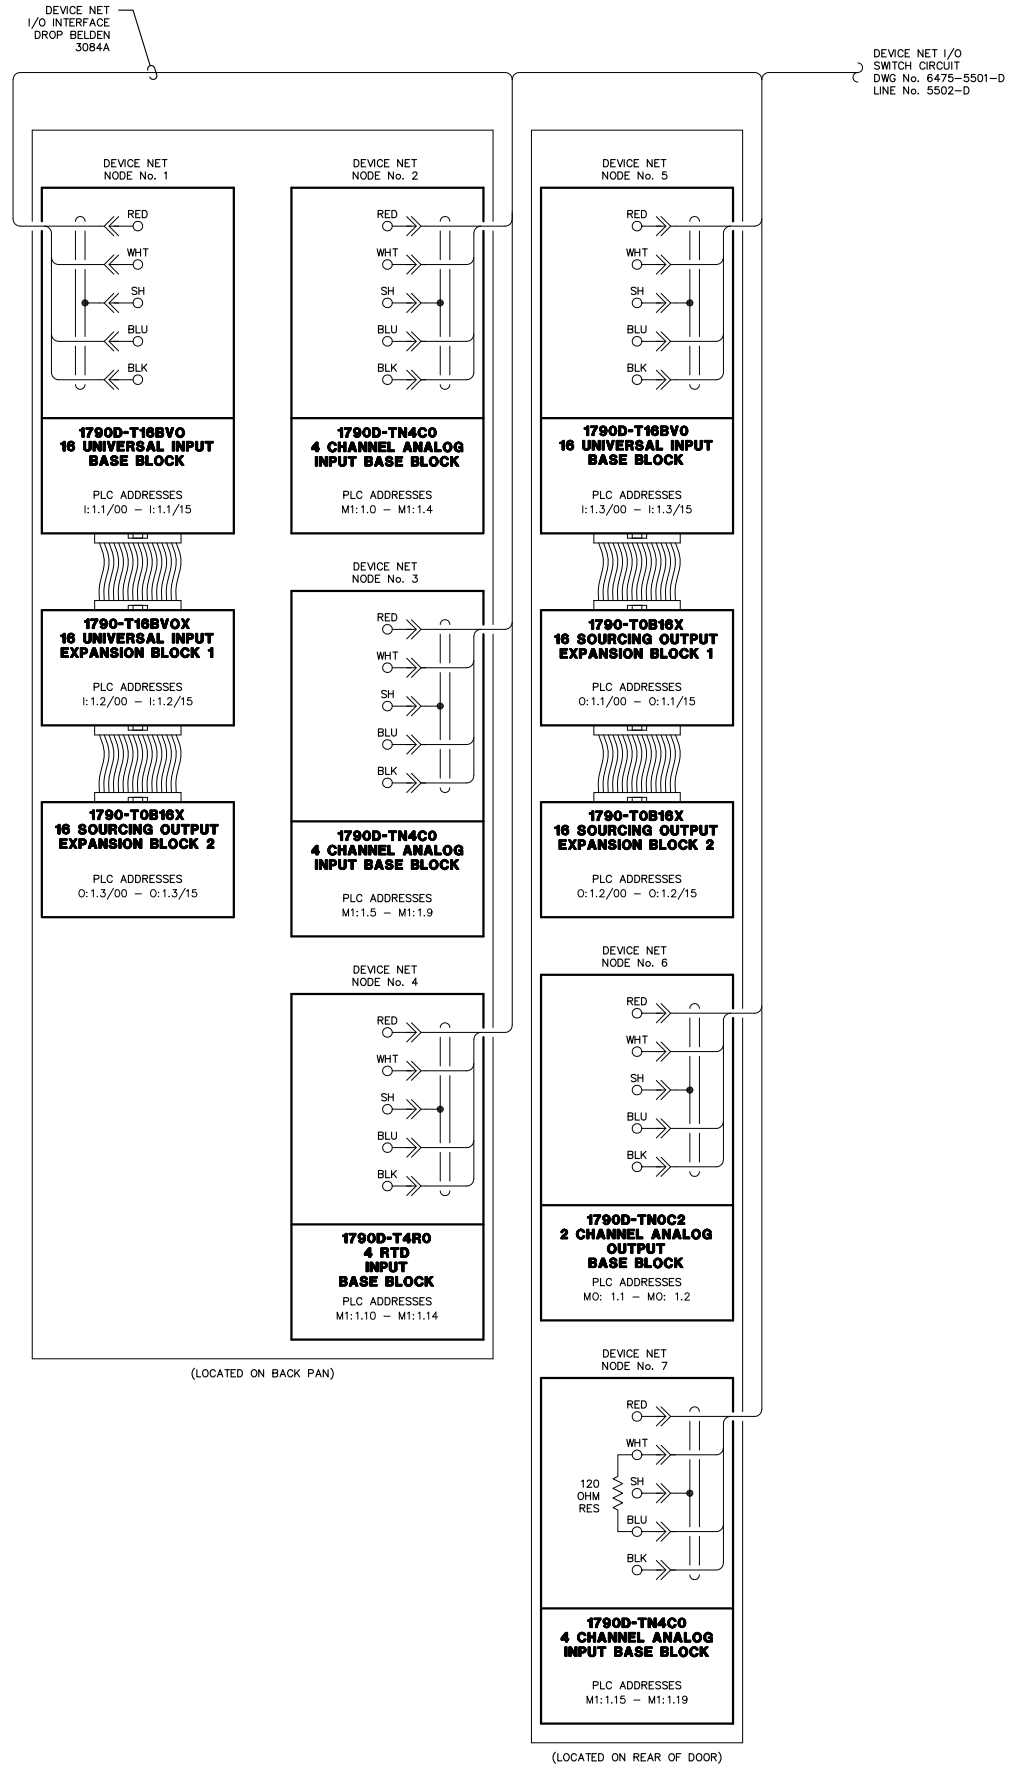 DEVICE NET
I/O INTERFACE
DROP BELDEN
3084A
DEVICE NET I/O
SWITCH CIRCUIT
DWG No. 6475-5501-D
LINE No. 5502-D
DEVICE NET
NODE No. 1
RED
WHT
SH
BLU
BLK
1790D-T16BV0
16 UNIVERSAL INPUT
BASE BLOCK
PLC ADDRESSES
I:1.1/00 - I:1.1/15
1790-T16BV0X
16 UNIVERSAL INPUT
EXPANSION BLOCK 1
PLC ADDRESSES
I:1.2/00 - I:1.2/15
1790-T0B16X
16 SOURCING OUTPUT
EXPANSION BLOCK 2
PLC ADDRESSES
O:1.3/00 - O:1.3/15
DEVICE NET
NODE No. 2
RED
WHT
SH
BLU
BLK
1790D-TN4C0
4 CHANNEL ANALOG
INPUT BASE BLOCK
PLC ADDRESSES
M1:1.0 - M1:1.4
DEVICE NET
NODE No. 3
RED
WHT
SH
BLU
BLK
1790D-TN4C0
4 CHANNEL ANALOG
INPUT BASE BLOCK
PLC ADDRESSES
M1:1.5 - M1:1.9
DEVICE NET
NODE No. 4
RED
WHT
SH
BLU
BLK
1790D-T4R0
4 RTD
INPUT
BASE BLOCK
PLC ADDRESSES
M1:1.10 - M1:1.14
(LOCATED ON BACK PAN)
DEVICE NET
NODE No. 5
RED
WHT
SH
BLU
BLK
1790D-T16BV0
16 UNIVERSAL INPUT
BASE BLOCK
PLC ADDRESSES
I:1.3/00 - I:1.3/15
1790-T0B16X
16 SOURCING OUTPUT
EXPANSION BLOCK 1
PLC ADDRESSES
O:1.1/00 - O:1.1/15
1790-T0B16X
16 SOURCING OUTPUT
EXPANSION BLOCK 2
PLC ADDRESSES
O:1.2/00 - O:1.2/15
DEVICE NET
NODE No. 6
RED
WHT
SH
BLU
BLK
1790D-TN0C2
2 CHANNEL ANALOG
OUTPUT
BASE BLOCK
PLC ADDRESSES
MO: 1.1 - MO: 1.2
DEVICE NET
NODE No. 7
RED
WHT
SH
BLU
BLK
120
OHM
RES
1790D-TN4C0
4 CHANNEL ANALOG
INPUT BASE BLOCK
PLC ADDRESSES
M1:1.15 - M1:1.19
(LOCATED ON REAR OF DOOR)